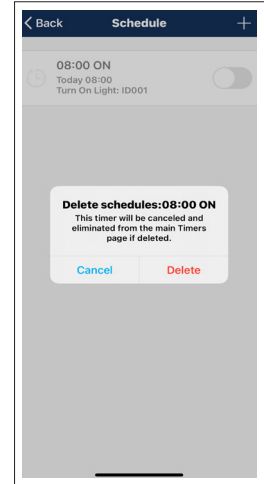 Back
Schedule
+
08:00 ON
Today 08:00
Turn On Light: ID001
Delete schedules:08:00 ON
This timer will be canceled and
eliminated from the main Timers
page if deleted.
Cancel
Delete